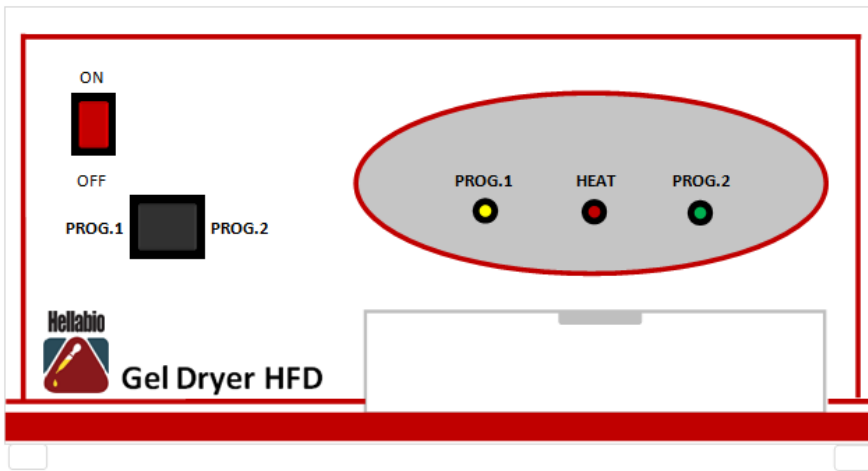 ON
OFF
PROG.1 PROG.2
PROG.1 HEAT PROG.2
Hellabio
Gel Dryer HFD